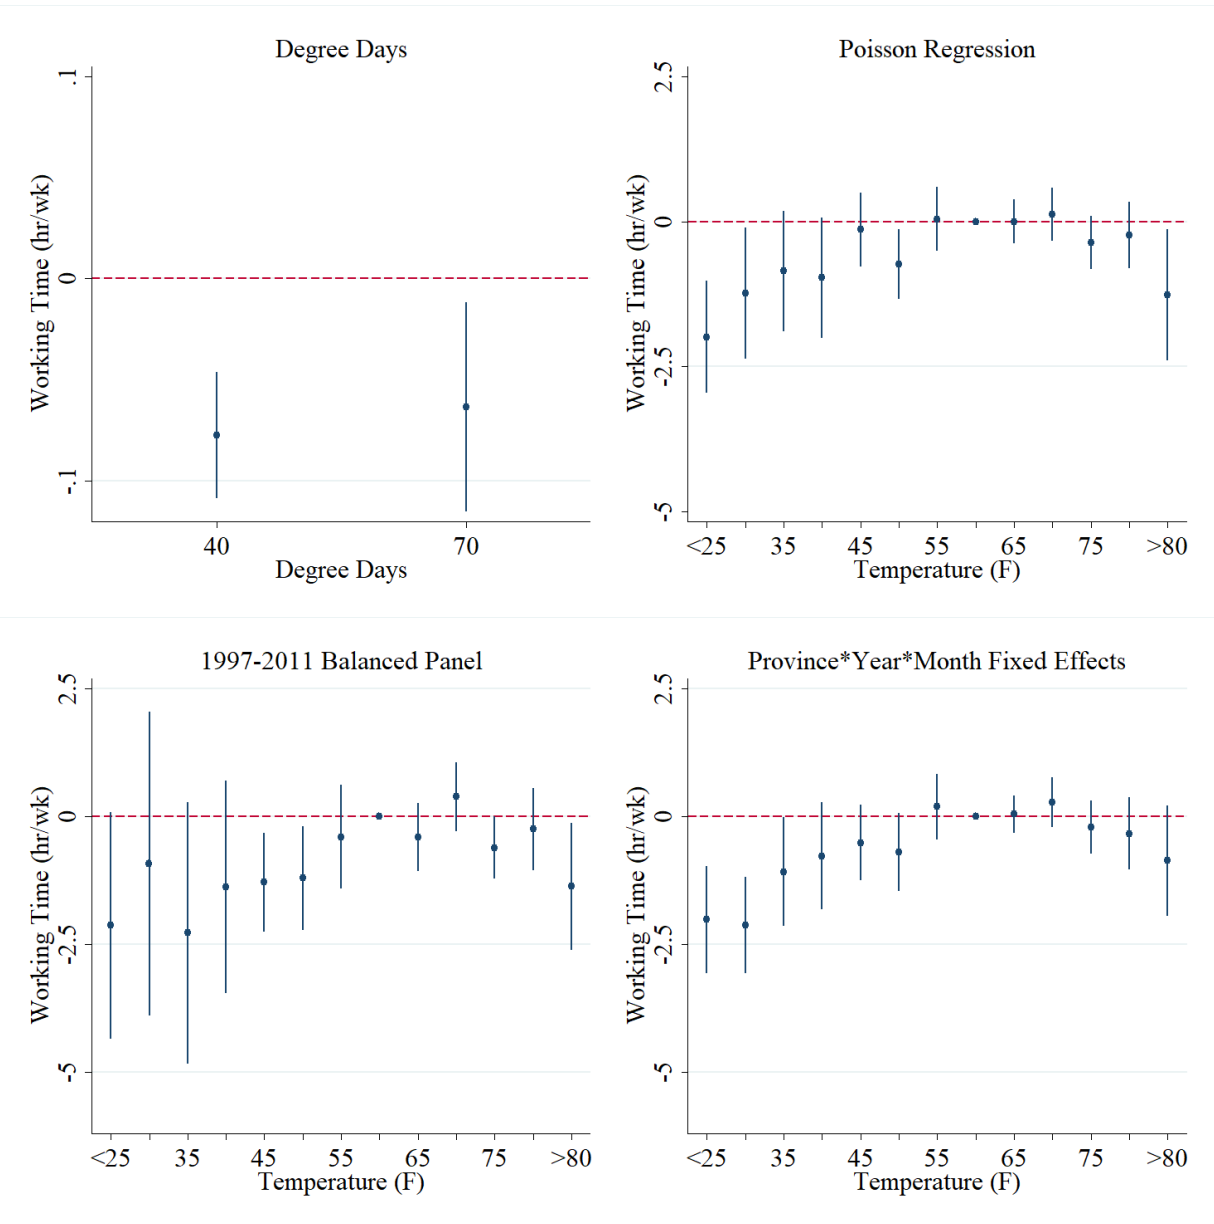 Degree Days
.1
0
-.1
Working Time (hr/wk)
40 70
Degree Days
Poisson Regression
2.5
0
-2.5
-5
Working Time (hr/wk)
<25 35 45 55 65 75 >80
Temperature (F)
1997-2011 Balanced Panel
2.5
0
-2.5
-5
Working Time (hr/wk)
<25 35 45 55 65 75 >80
Temperature (F)
Province*Year*Month Fixed Effects
2.5
0
-2.5
-5
Working Time (hr/wk)
<25 35 45 55 65 75 >80
Temperature (F)